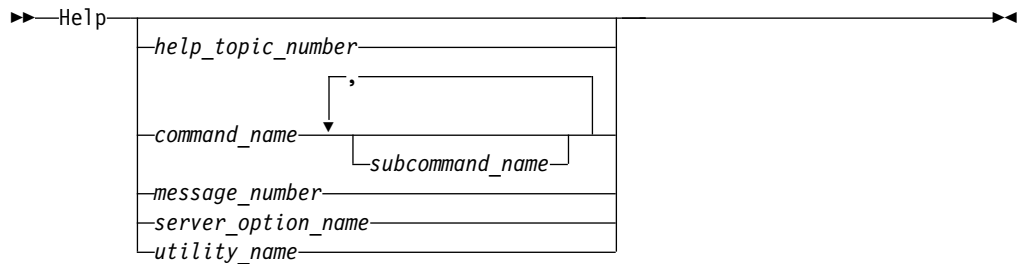 Help
help_topic_number
,
command_name
subcommand_name
message_number
server_option_name
utility_name